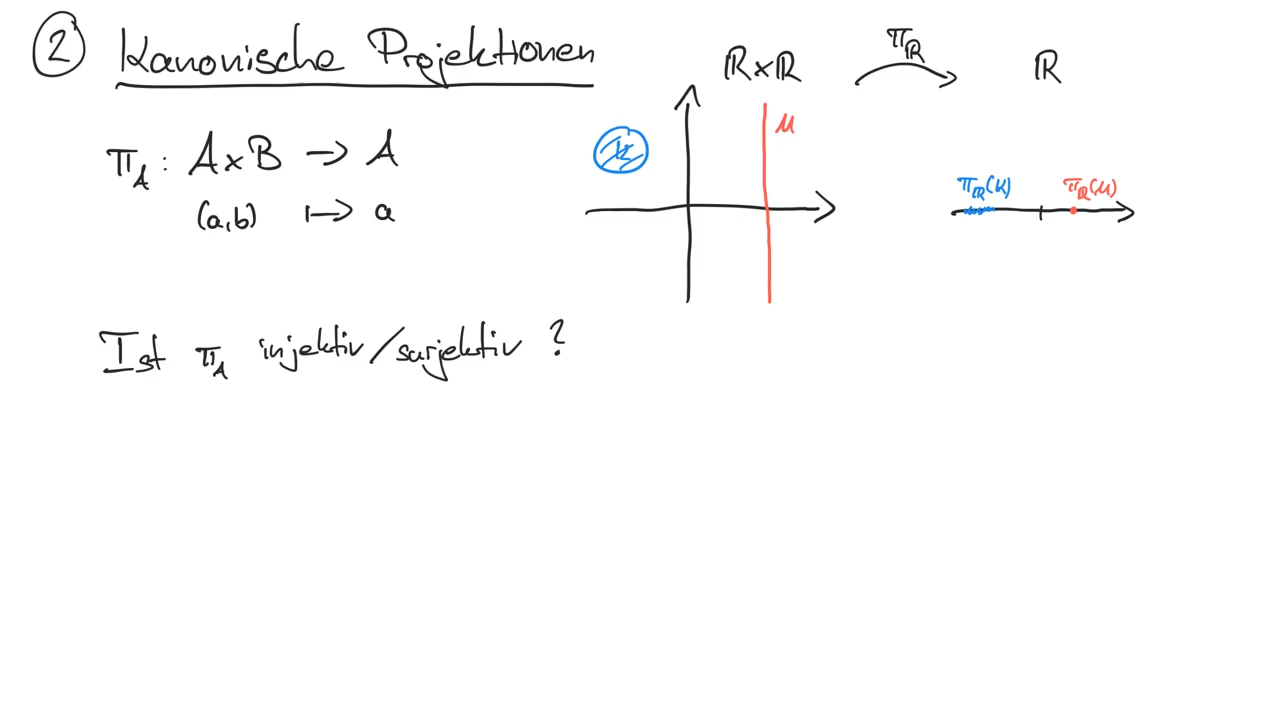 ② Kanonische Projektionen
π_A : A×B → A
(a,b) ↦ a
Ist π_A injektiv/surjektiv ?
ℝ×ℝ
π_ℝ
ℝ
K
M
π_ℝ(K)
π_ℝ(M)